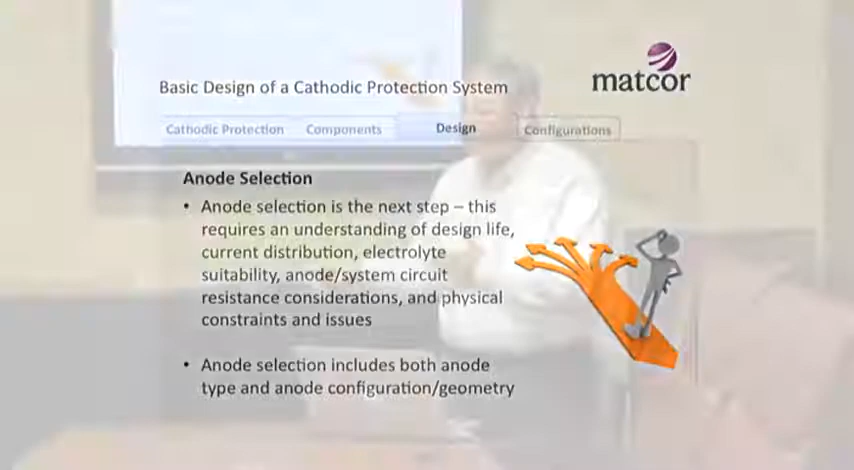 matcor
Basic Design of a Cathodic Protection System
Cathodic Protection Components Design Configurations
Anode Selection
• Anode selection is the next step – this
requires an understanding of design life,
current distribution, electrolyte
suitability, anode/system circuit
resistance considerations, and physical
constraints and issues
• Anode selection includes both anode
type and anode configuration/geometry